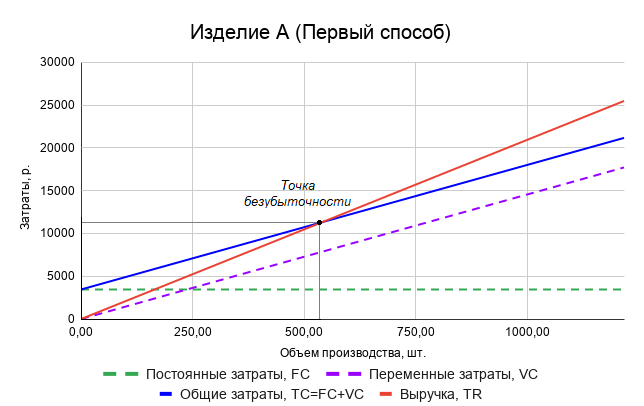 Изделие А (Первый способ)
30000
25000
20000
15000
10000
5000
0
Затраты, р.
Точка
безубыточности
0,00
250,00
500,00
750,00
1000,00
Объем производства, шт.
Постоянные затраты, FC
Переменные затраты, VC
Общие затраты, TC=FC+VC
Выручка, TR